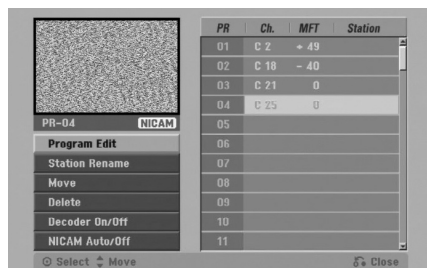 PR Ch. MFT Station
01 C 2 + 49
02 C 18 - 40
03 C 21 0
04 C 25 0
05
06
07
08
09
10
11
PR-04 NICAM
Program Edit
Station Rename
Move
Delete
Decoder On/Off
NICAM Auto/Off
Select Move
Close